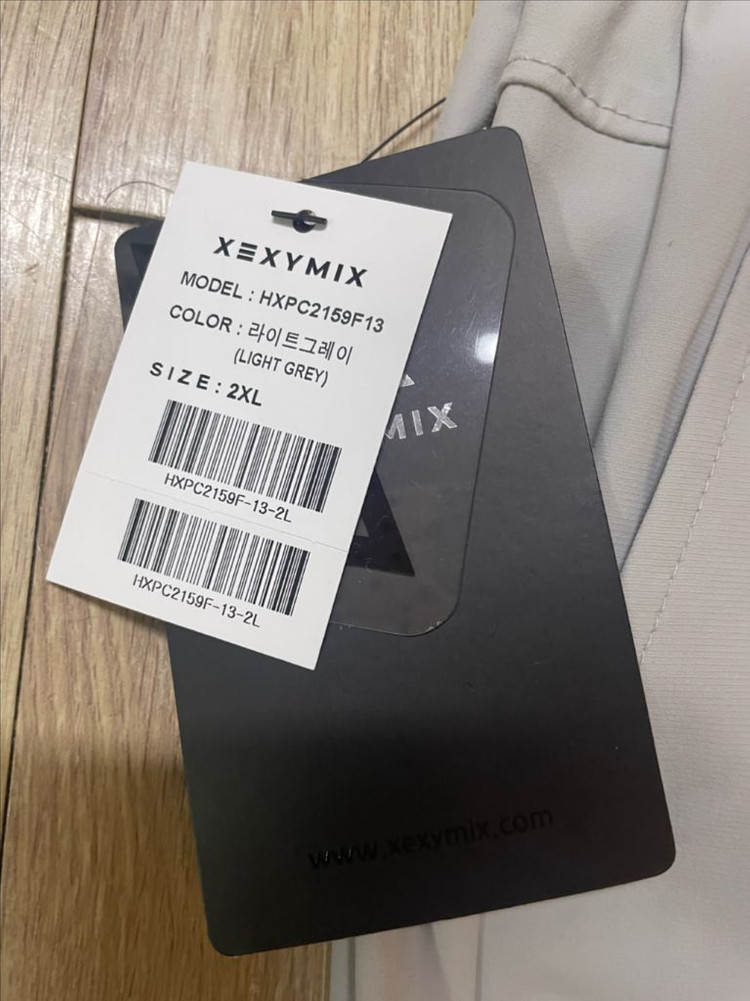 XEXYMIX
MODEL : HXPC2159F13
COLOR : 라이트그레이
(LIGHT GREY)
SIZE : 2XL
HXPC2159F-13-2L
HXPC2159F-13-2L
MIX
www.xexymix.com